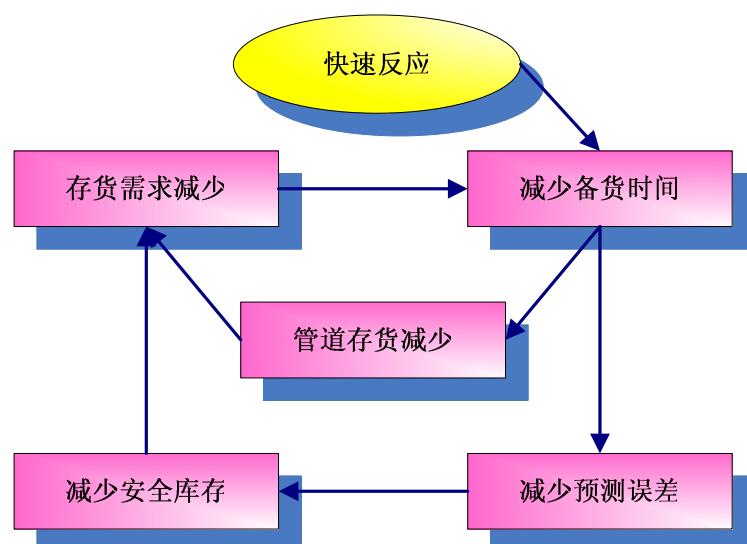 快速反应
存货需求减少
减少备货时间
管道存货减少
减少安全库存
减少预测误差